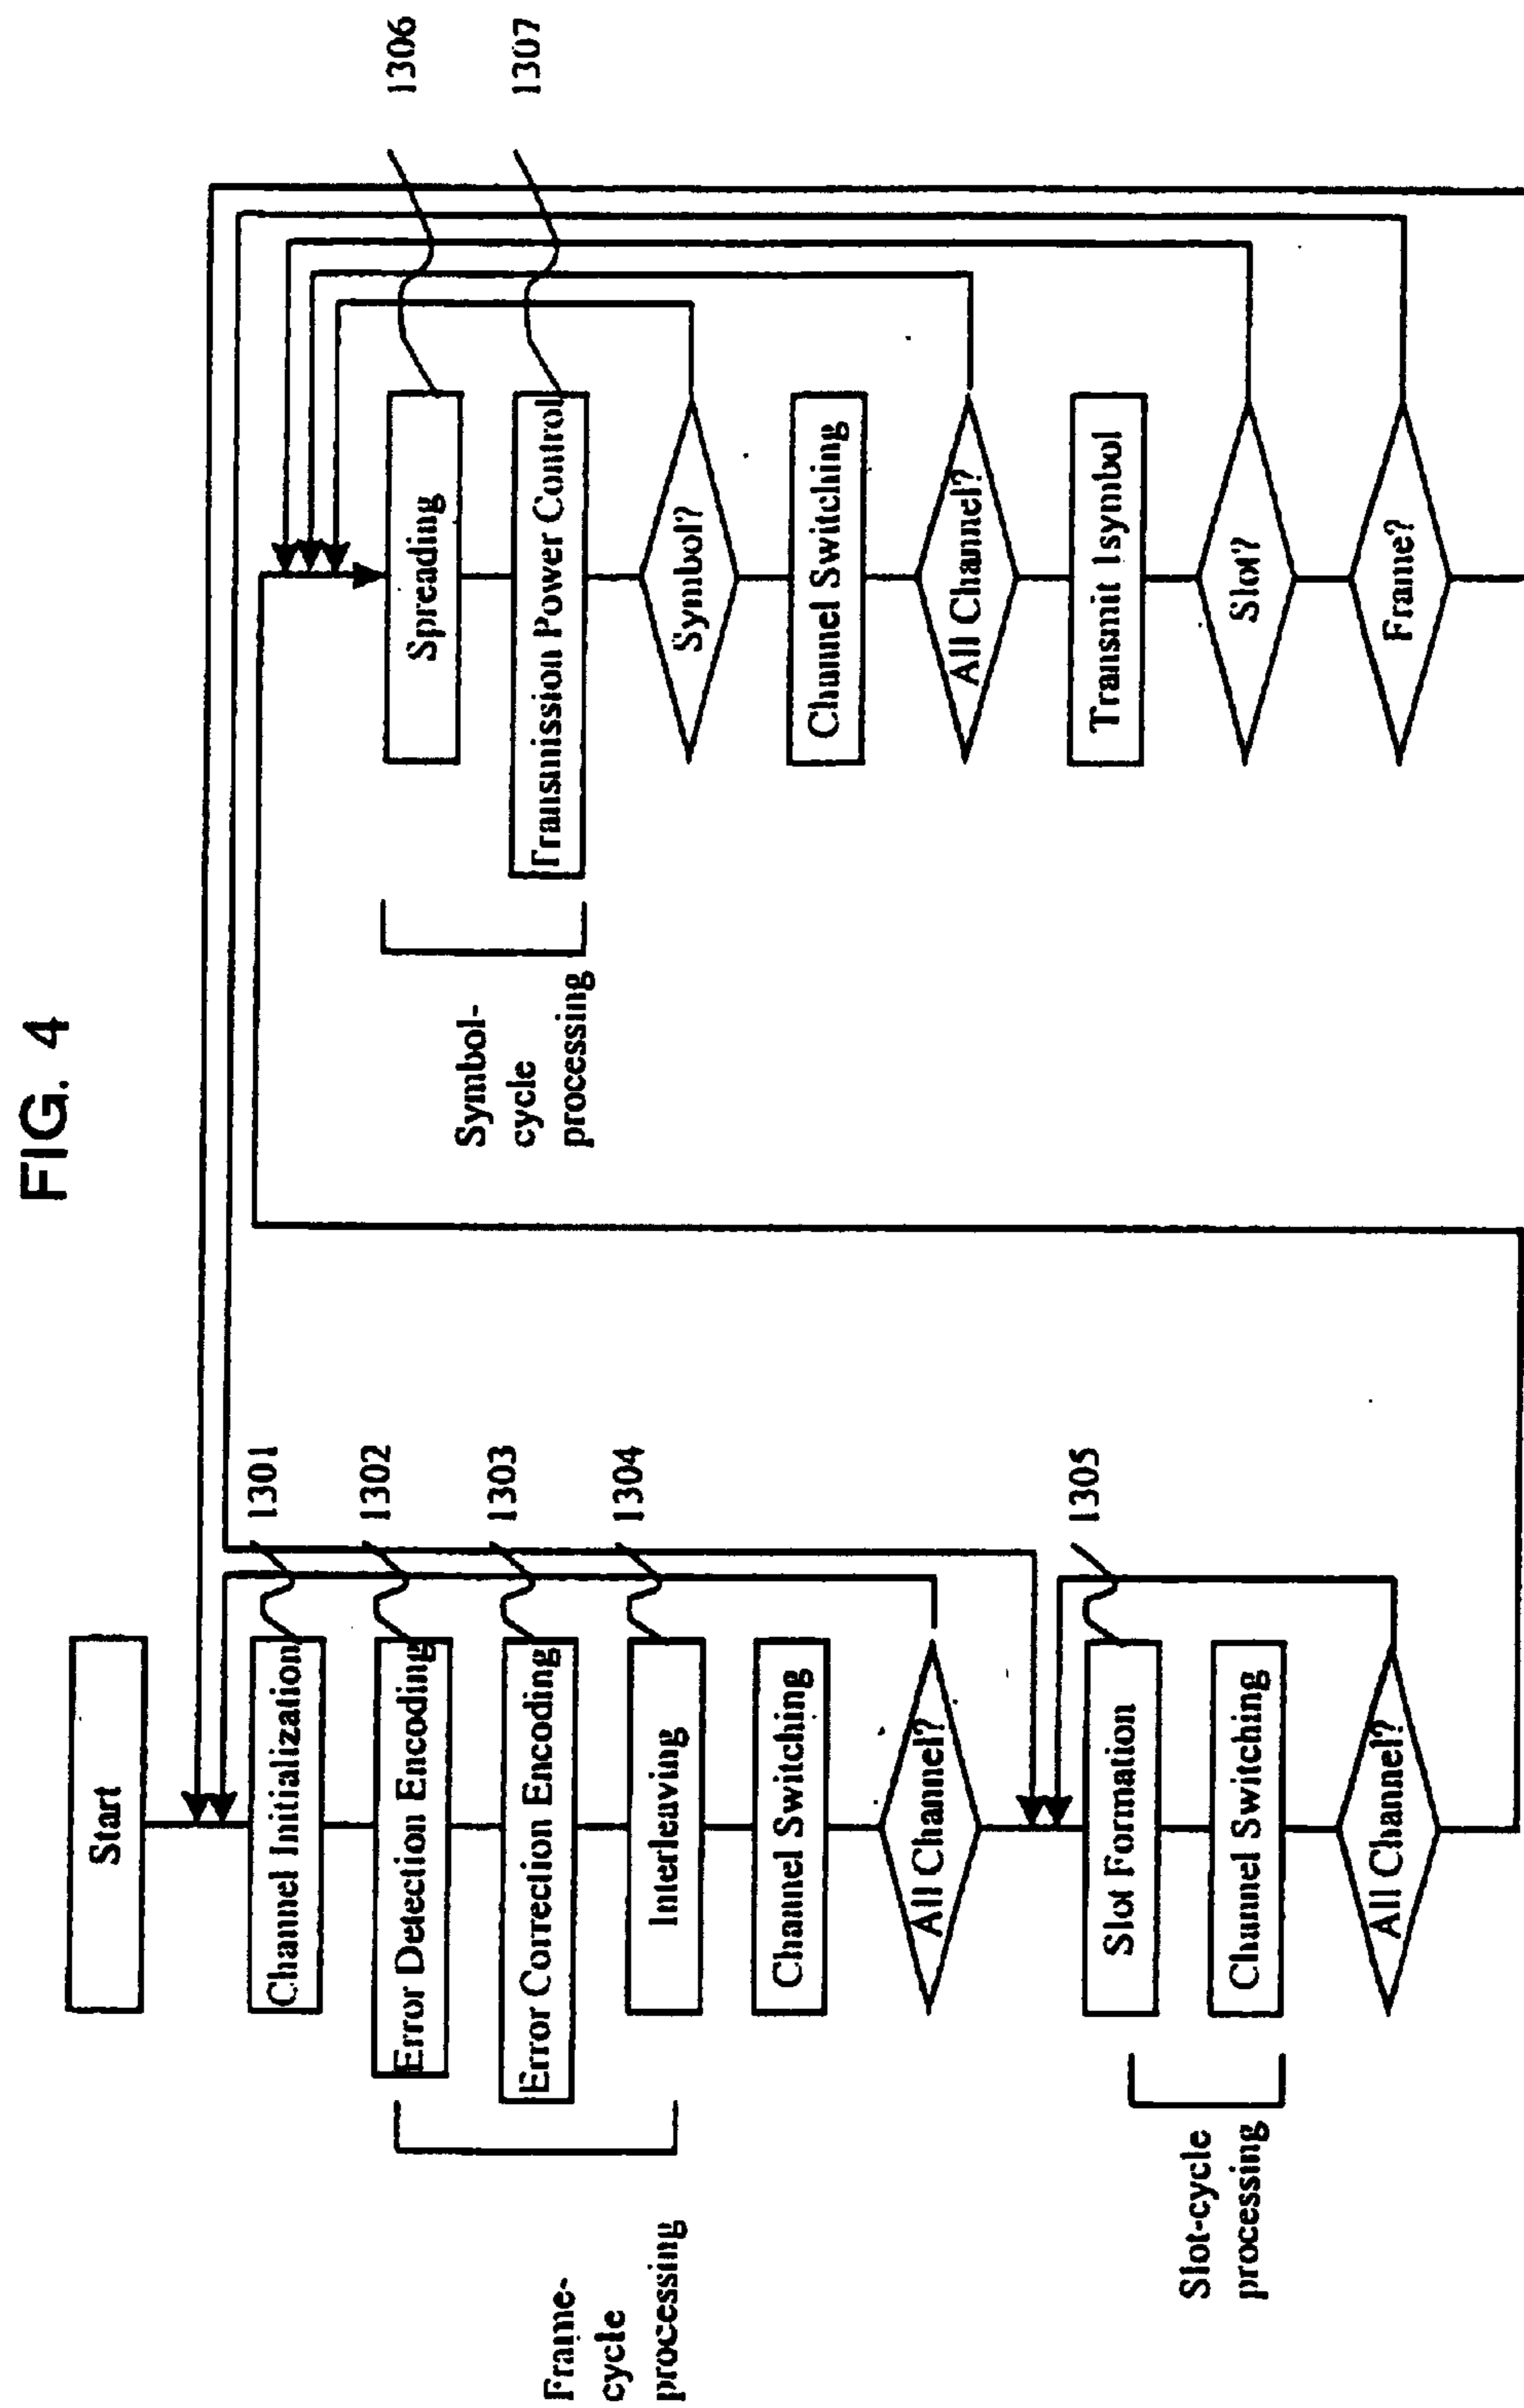 FIG. 4
Start
Channel Initialization
1301
Error Detection Encoding
1302
Error Correction Encoding
1303
Interleaving
1304
Channel Switching
All Channel?
Frame-
cycle
processing
Slot Formation
1305
Channel Switching
All Channel?
Slot-cycle
processing
Spreading
1306
Transmission Power Control
1307
Symbol-
cycle
processing
Symbol?
Channel Switching
All Channel?
Transmit 1symbol
Slot?
Frame?